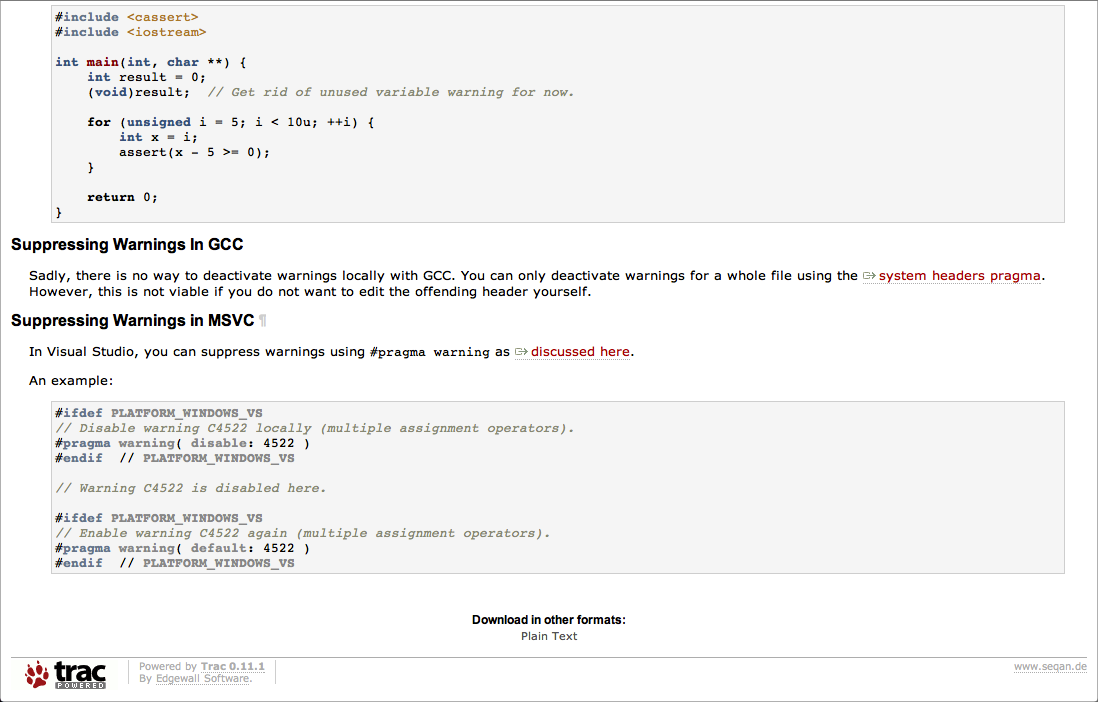 #include <cassert>
#include <iostream>

int main(int, char **) {
    int result = 0;
    (void)result;  // Get rid of unused variable warning for now.

    for (unsigned i = 5; i < 10u; ++i) {
        int x = i;
        assert(x - 5 >= 0);
    }

    return 0;
}
Suppressing Warnings In GCC
Sadly, there is no way to deactivate warnings locally with GCC. You can only deactivate warnings for a whole file using the system headers pragma.
However, this is not viable if you do not want to edit the offending header yourself.
Suppressing Warnings in MSVC ¶
In Visual Studio, you can suppress warnings using #pragma warning as discussed here.
An example:
#ifdef PLATFORM_WINDOWS_VS
// Disable warning C4522 locally (multiple assignment operators).
#pragma warning( disable: 4522 )
#endif  // PLATFORM_WINDOWS_VS

// Warning C4522 is disabled here.

#ifdef PLATFORM_WINDOWS_VS
// Enable warning C4522 again (multiple assignment operators).
#pragma warning( default: 4522 )
#endif  // PLATFORM_WINDOWS_VS
Download in other formats:
Plain Text
trac
POWERED
Powered by Trac 0.11.1
By Edgewall Software.
www.seqan.de